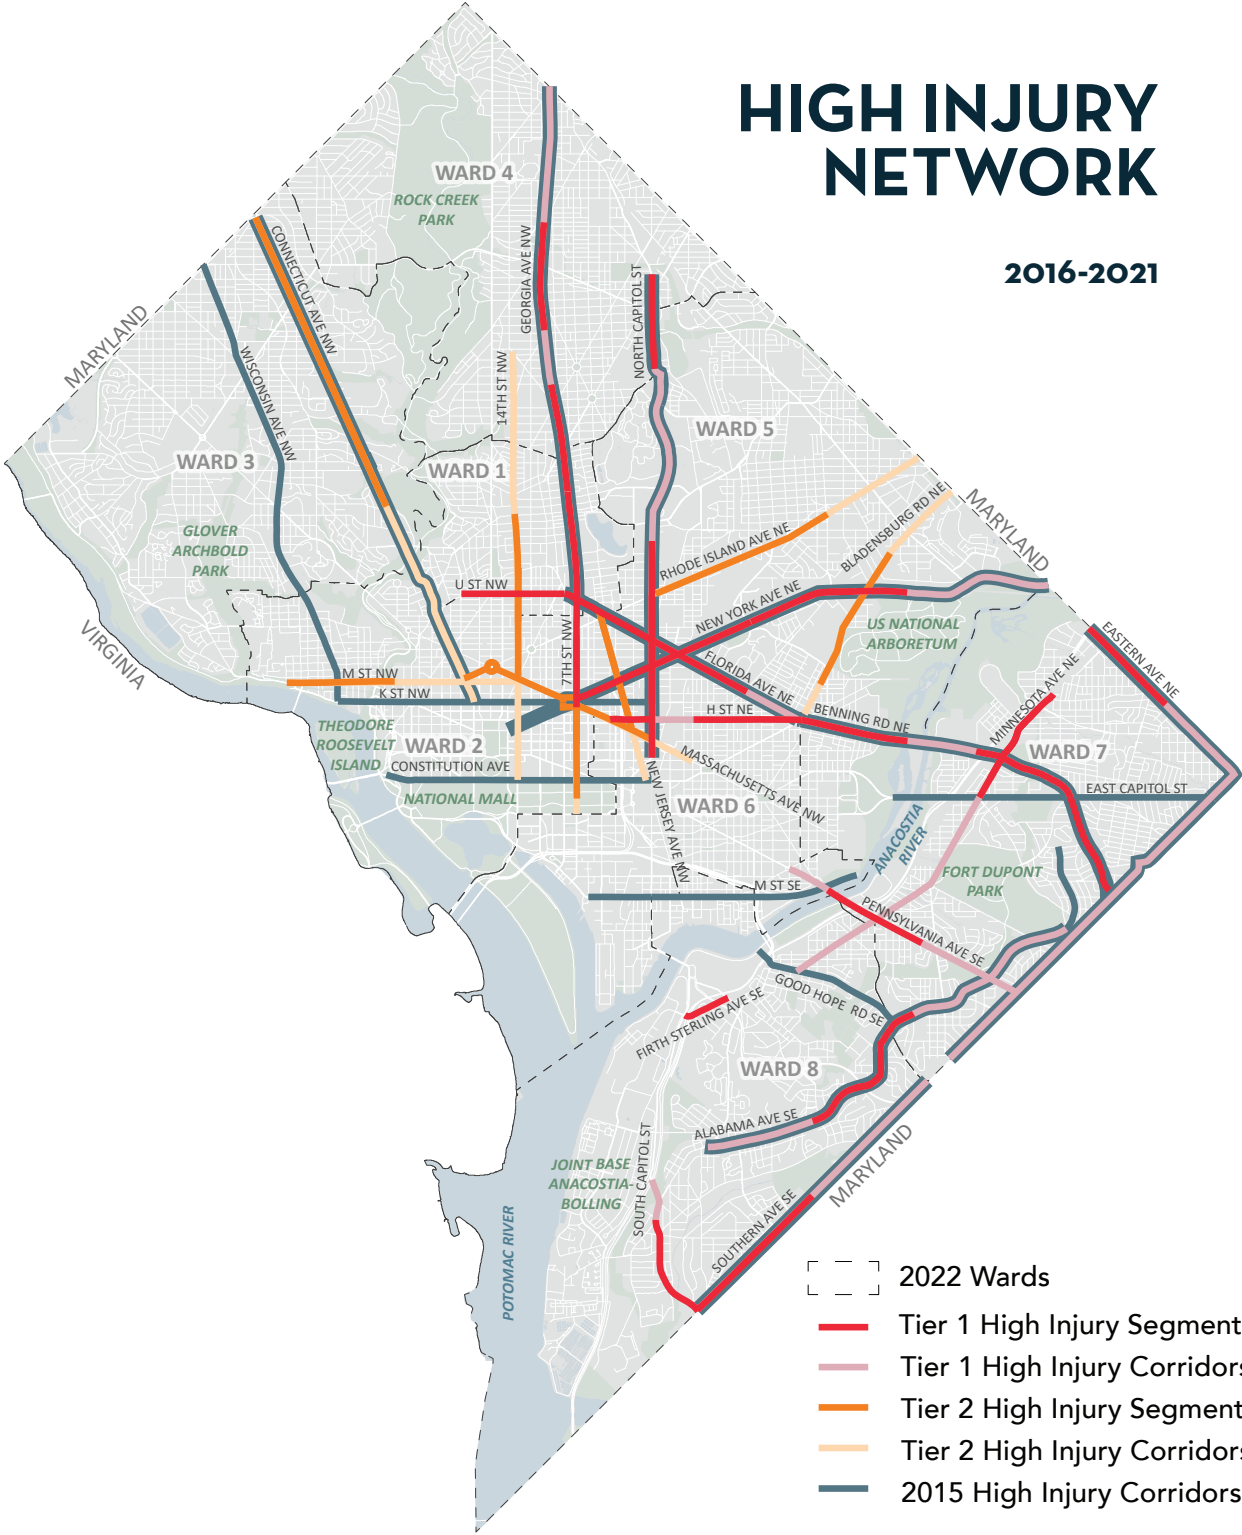 HIGH INJURY
NETWORK
2016-2021
WARD 4
ROCK CREEK
PARK
GEORGIA AVE NW
NORTH CAPITOL ST
CONNECTICUT AVE NW
MARYLAND
WISCONSIN AVE NW
14TH ST NW
WARD 5
WARD 3
WARD 1
GLOVER
ARCHBOLD
PARK
RHODE ISLAND AVE NE
BLADENSBURG RD NE
MARYLAND
U ST NW
NEW YORK AVE NE
US NATIONAL
ARBORETUM
VIRGINIA
7TH ST NW
FLORIDA AVE NE
EASTERN AVE NE
M ST NW
K ST NW
H ST NE
BENNING RD NE
MINNESOTA AVE NE
THEODORE
ROOSEVELT
ISLAND
WARD 2
CONSTITUTION AVE
MASSACHUSETTS AVE NW
WARD 7
NATIONAL MALL
NEW JERSEY AVE NW
WARD 6
EAST CAPITOL ST
ANACOSTIA
RIVER
FORT DUPONT
PARK
M ST SE
PENNSYLVANIA AVE SE
GOOD HOPE RD SE
FIRTH STERLING AVE SE
WARD 8
ALABAMA AVE SE
MARYLAND
JOINT BASE
ANACOSTIA-
BOLLING
SOUTH CAPITOL ST
SOUTHERN AVE SE
POTOMAC RIVER
2022 Wards
Tier 1 High Injury Segment
Tier 1 High Injury Corridors
Tier 2 High Injury Segment
Tier 2 High Injury Corridors
2015 High Injury Corridors